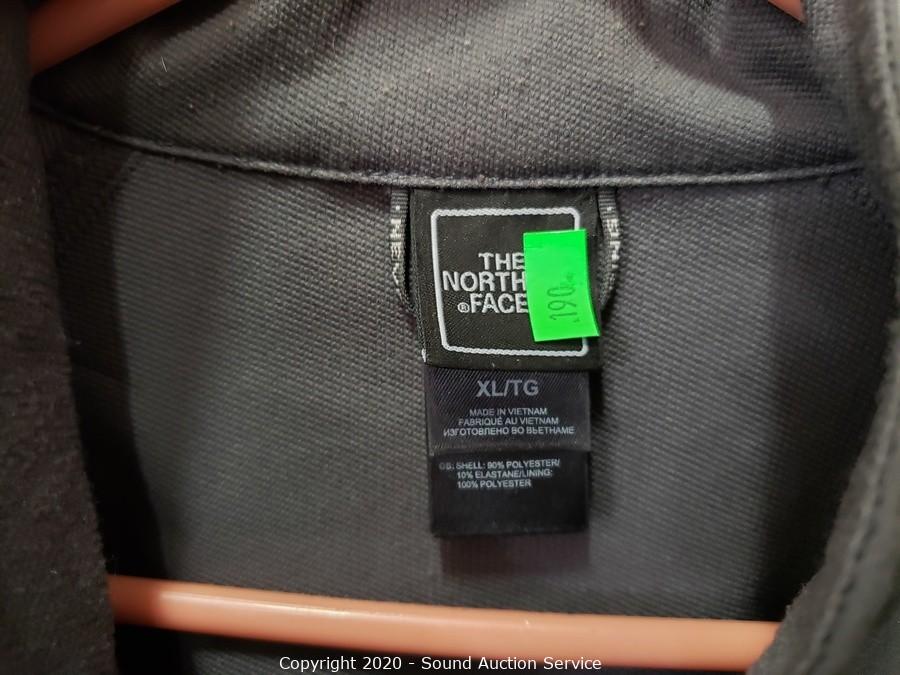 THE
NORTH
®FACE
190
XL/TG
MADE IN VIETNAM
FABRIQUÉ AU VIETNAM
ИЗГОТОВЛЕНО ВО ВЬЕТНАМЕ
GB: SHELL: 90% POLYESTER/
10% ELASTANE/LINING:
100% POLYESTER
Copyright 2020 - Sound Auction Service